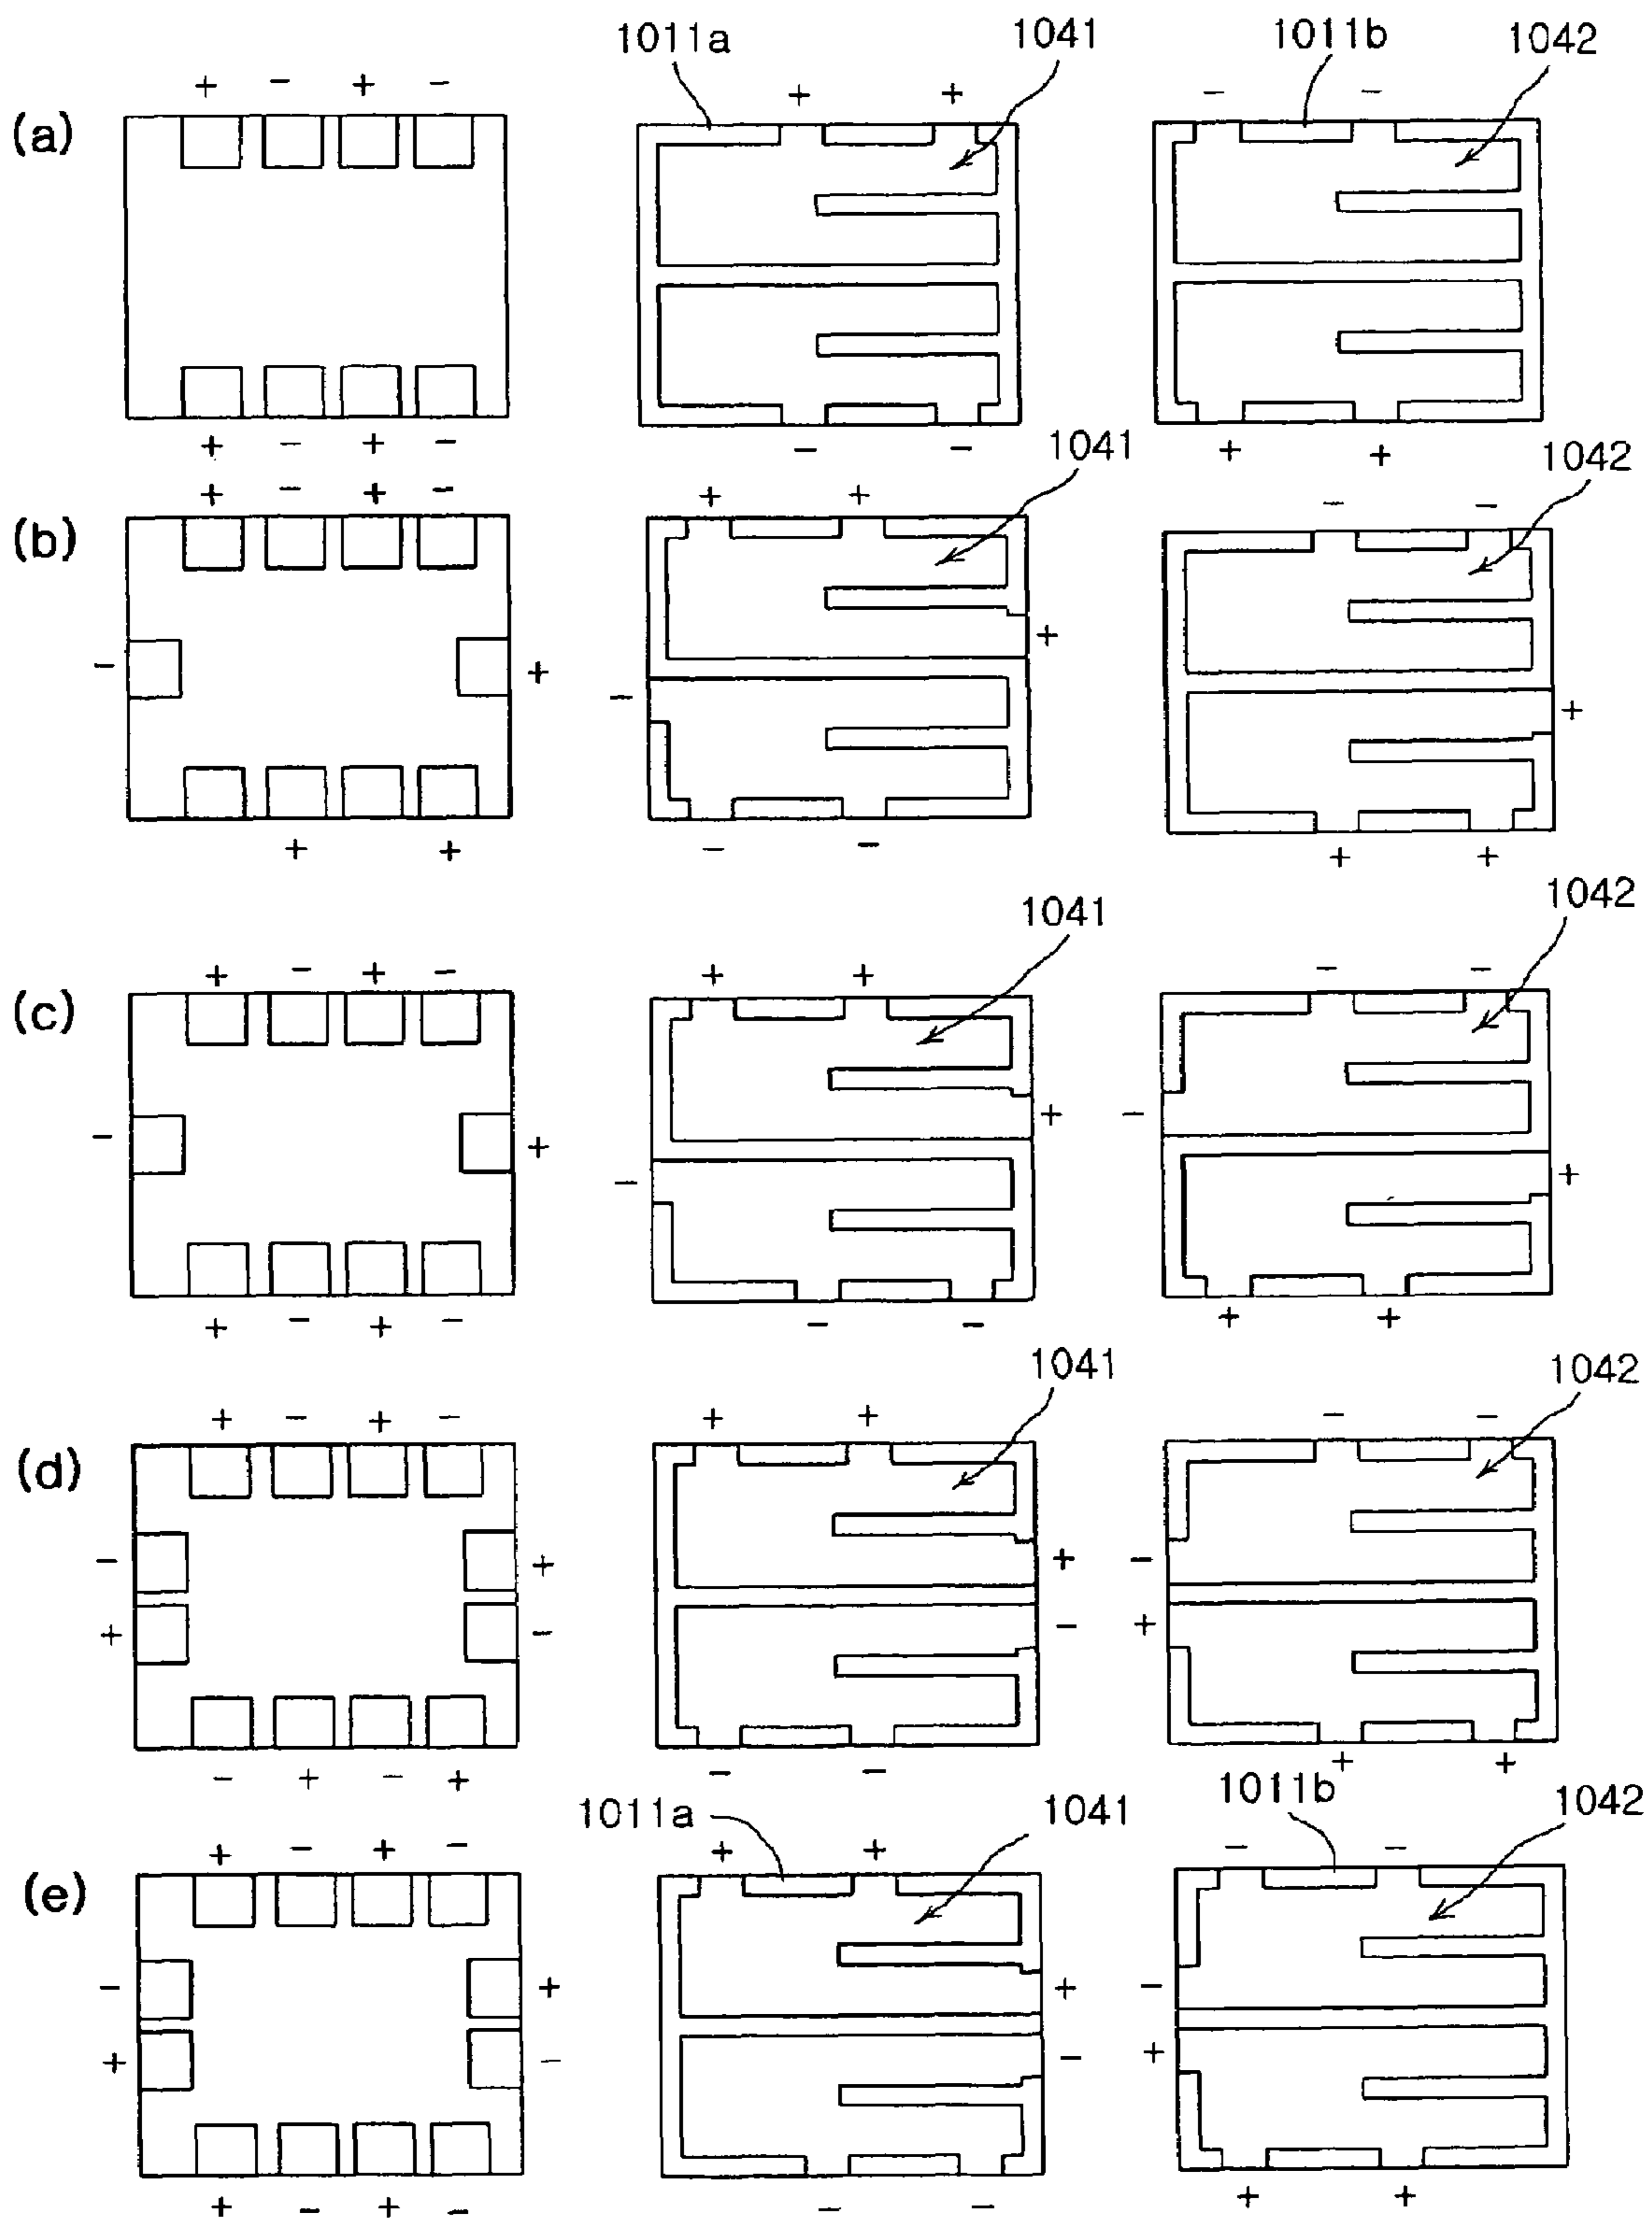 1011a 1041 1011b 1042
+ - + - + + - -
(a)
+ - + - - - + +
1041 1042
+ - + - + + - -
(b)
- + - + +
+ + - - + +
1041 1042
+ - + - + + - -
(c)
- + - + - +
+ - + - - - + +
1041 1042
+ - + - + + - -
(d)
- + + -
+ - - +
- + - + - - + +
1011a 1041 1011b 1042
+ - + - + + - -
(e)
- + + -
+ - - +
+ - + - - - + +